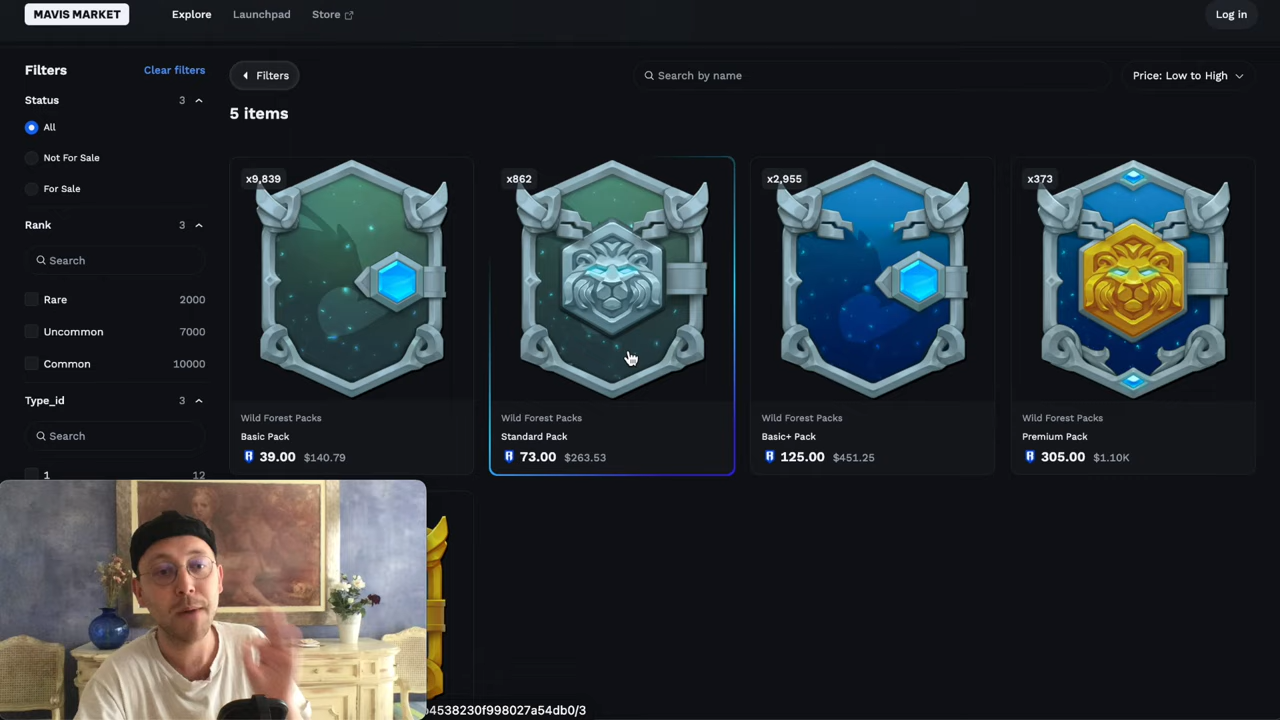 MAVIS MARKET
Explore
Launchpad
Store
Log in
Filters
Clear filters
Filters
Search by name
Price: Low to High
Status
3
5 items
All
Not For Sale
For Sale
Rank
3
Search
Rare
2000
Uncommon
7000
Common
10000
Type_id
3
Search
1
12
x9,839
Wild Forest Packs
Basic Pack
39.00 $140.79
x862
Wild Forest Packs
Standard Pack
73.00 $263.53
x2,955
Wild Forest Packs
Basic+ Pack
125.00 $451.25
x373
Wild Forest Packs
Premium Pack
305.00 $1.10K
4538230f998027a54db0/3